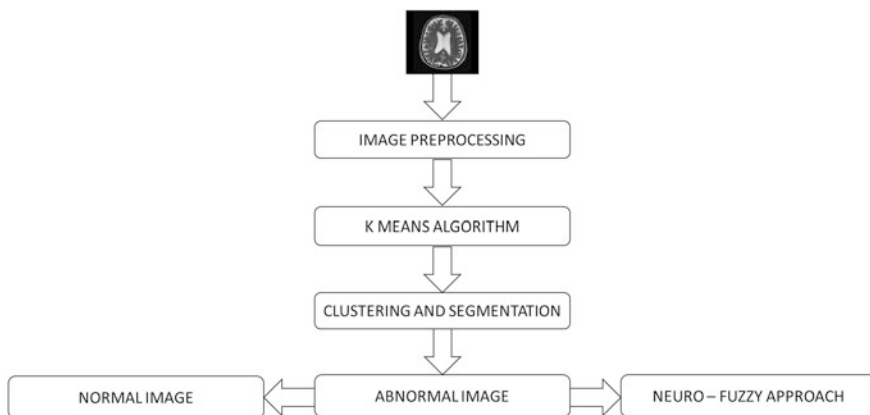 IMAGE PREPROCESSING
K MEANS ALGORITHM
CLUSTERING AND SEGMENTATION
NORMAL IMAGE
ABNORMAL IMAGE
NEURO – FUZZY APPROACH